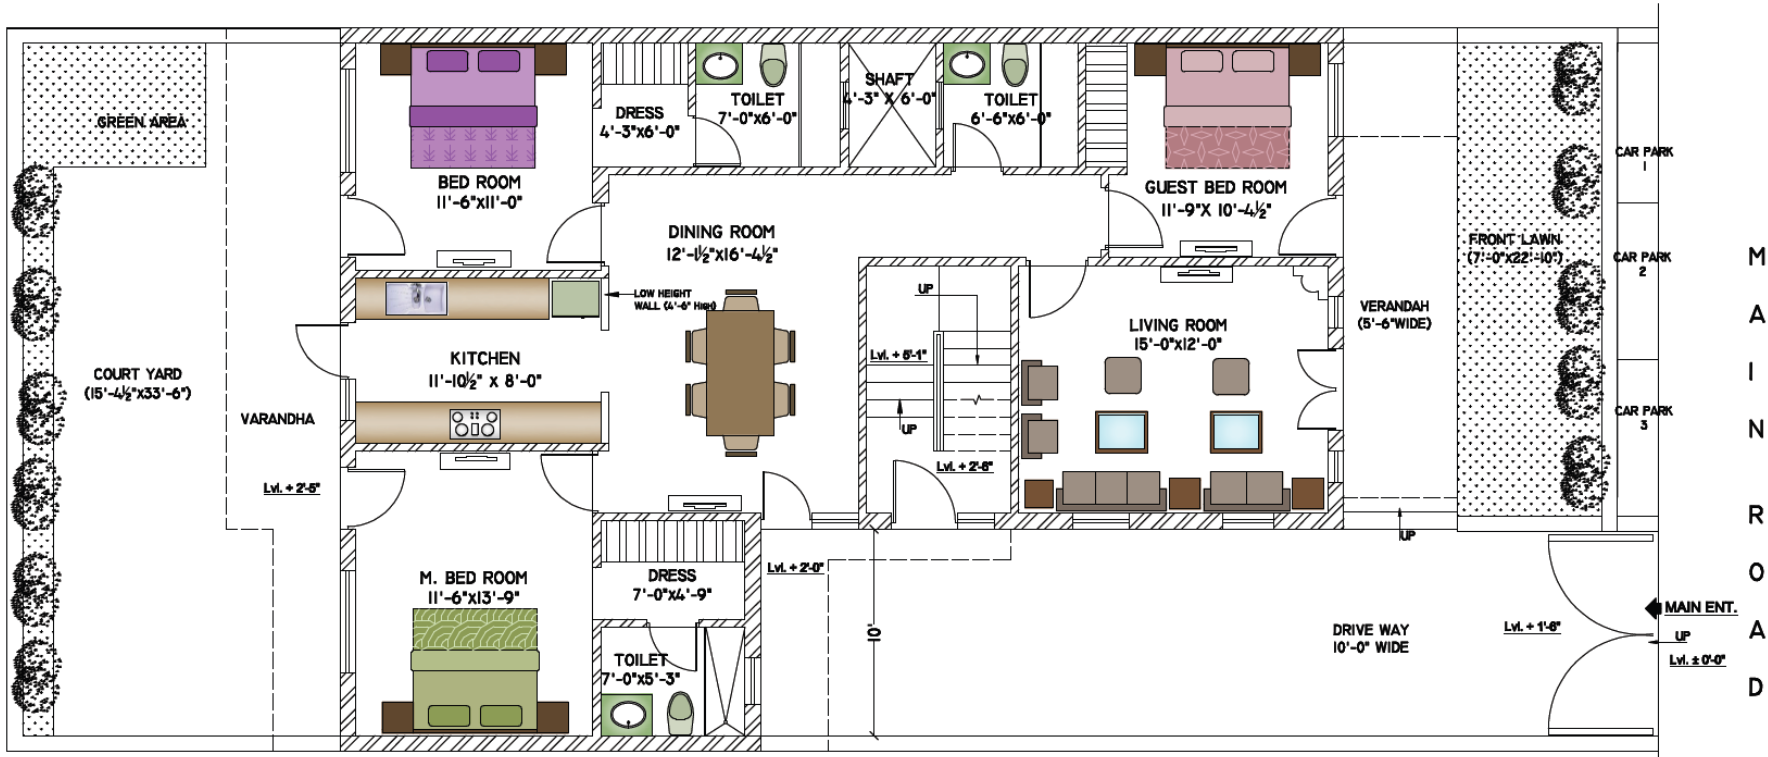 GREEN AREA
BED ROOM
11'-6"x11'-0"
DRESS
4'-3"x6'-0"
TOILET
7'-0"x6'-0"
SHAFT
4'-3" X 6'-0"
TOILET
6'-6"x6'-0"
GUEST BED ROOM
11'-9"X 10'-4½"
CAR PARK
1
FRONT LAWN
(7'-0"x22'-10")
CAR PARK
2
CAR PARK
3
DINING ROOM
12'-1½"x16'-4½"
LOW HEIGHT
WALL (4'-6" HIGH)
UP
Lvl. + 5'-1"
UP
Lvl. + 2'-6"
LIVING ROOM
15'-0"x12'-0"
VERANDAH
(5'-6"WIDE)
UP
KITCHEN
11'-10½" X 8'-0"
COURT YARD
(15'-4½"x33'-6")
VARANDHA
Lvl. + 2'-5"
M. BED ROOM
11'-6"x13'-9"
DRESS
7'-0"x4'-9"
TOILET
7'-0"x5'-3"
Lvl. + 2'-0"
10'
DRIVE WAY
10'-0" WIDE
Lvl. + 1'-6"
MAIN ENT.
UP
Lvl. ± 0'-0"
MAIN ROAD